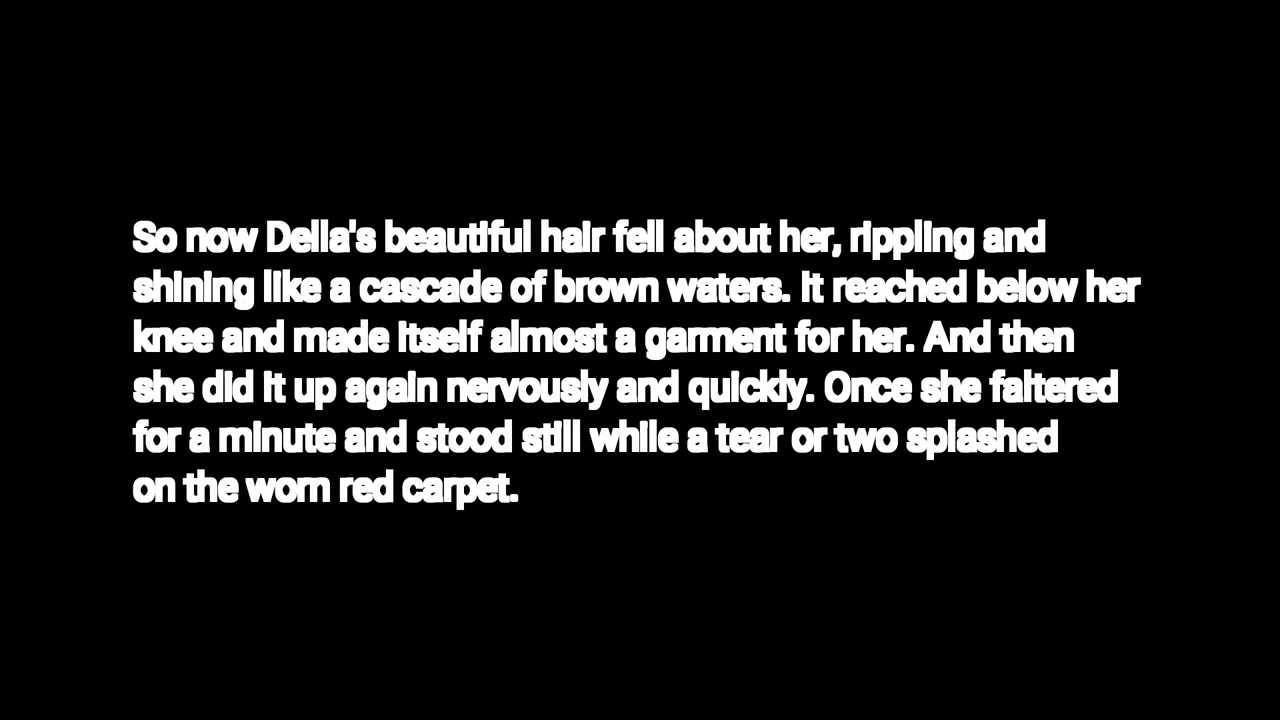 So now Della's beautiful hair fell about her, rippling and
shining like a cascade of brown waters. It reached below her
knee and made itself almost a garment for her. And then
she did it up again nervously and quickly. Once she faltered
for a minute and stood still while a tear or two splashed
on the worn red carpet.